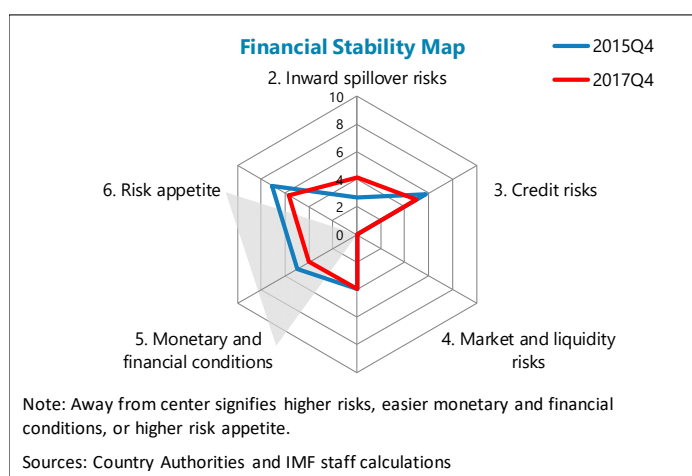 Financial Stability Map
2015Q4
2017Q4
2. Inward spillover risks
10
8
6
4
2
0
6. Risk appetite
3. Credit risks
5. Monetary and
financial conditions
4. Market and liquidity
risks
Note: Away from center signifies higher risks, easier monetary and financial
conditions, or higher risk appetite.
Sources: Country Authorities and IMF staff calculations